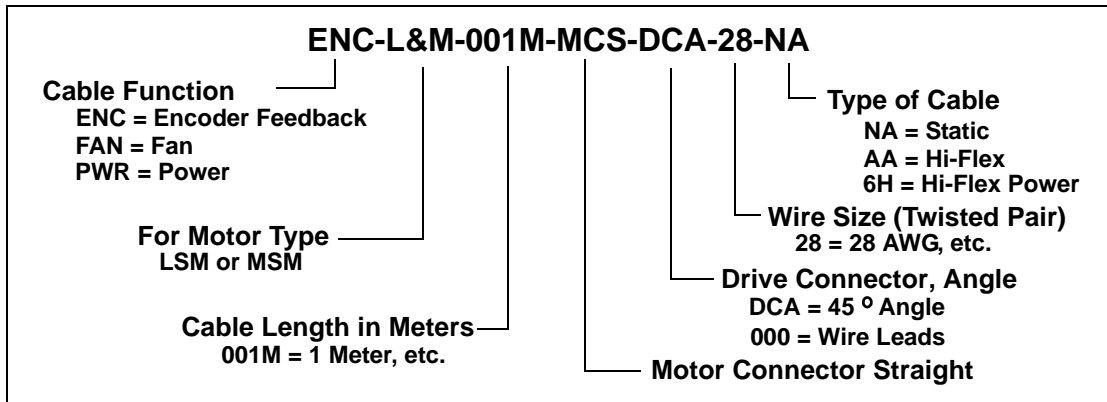 ENC-L&M-001M-MCS-DCA-28-NA
Cable Function
ENC = Encoder Feedback
FAN = Fan
PWR = Power
For Motor Type
LSM or MSM
Cable Length in Meters
001M = 1 Meter, etc.
Type of Cable
NA = Static
AA = Hi-Flex
6H = Hi-Flex Power
Wire Size (Twisted Pair)
28 = 28 AWG, etc.
Drive Connector, Angle
DCA = 45 º Angle
000 = Wire Leads
Motor Connector Straight